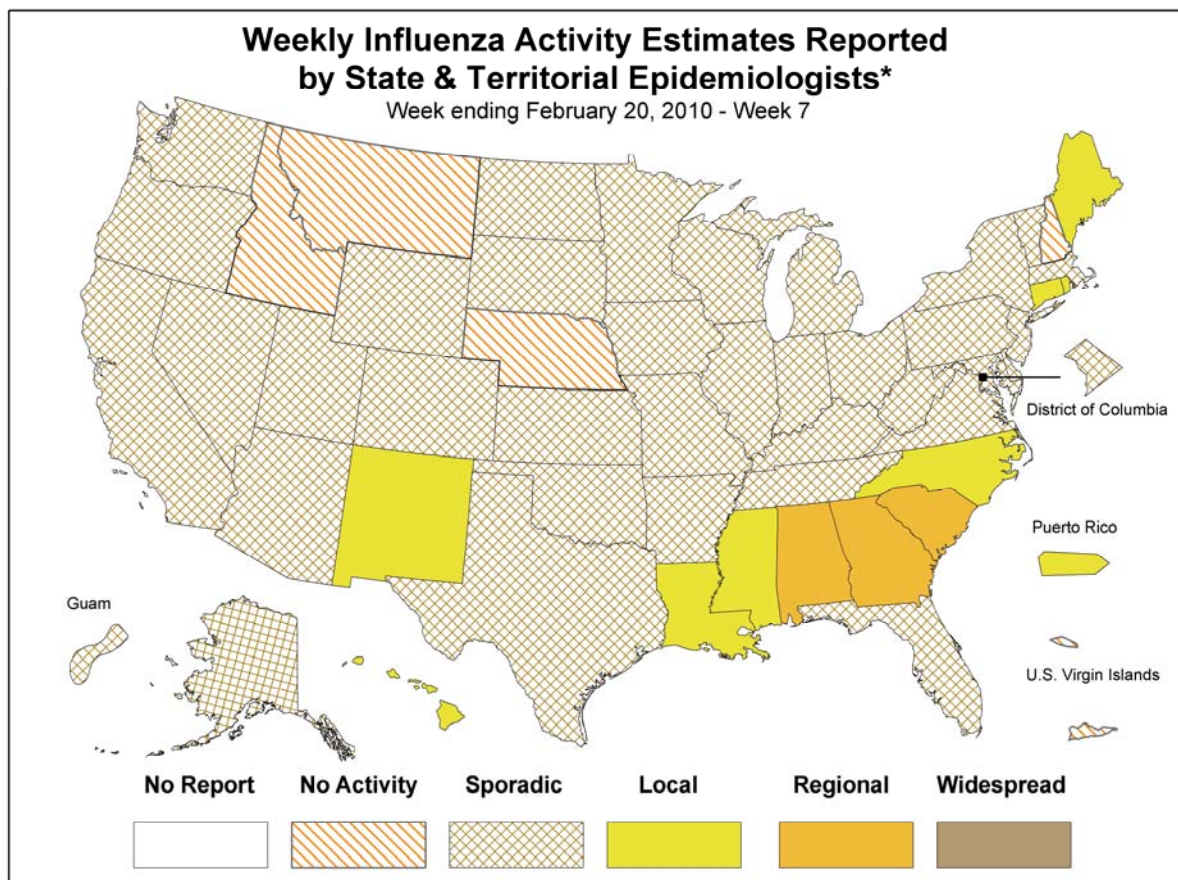 Weekly Influenza Activity Estimates Reported
by State & Territorial Epidemiologists*
Week ending February 20, 2010 - Week 7
District of Columbia
Puerto Rico
Guam
U.S. Virgin Islands
No Report No Activity Sporadic Local Regional Widespread